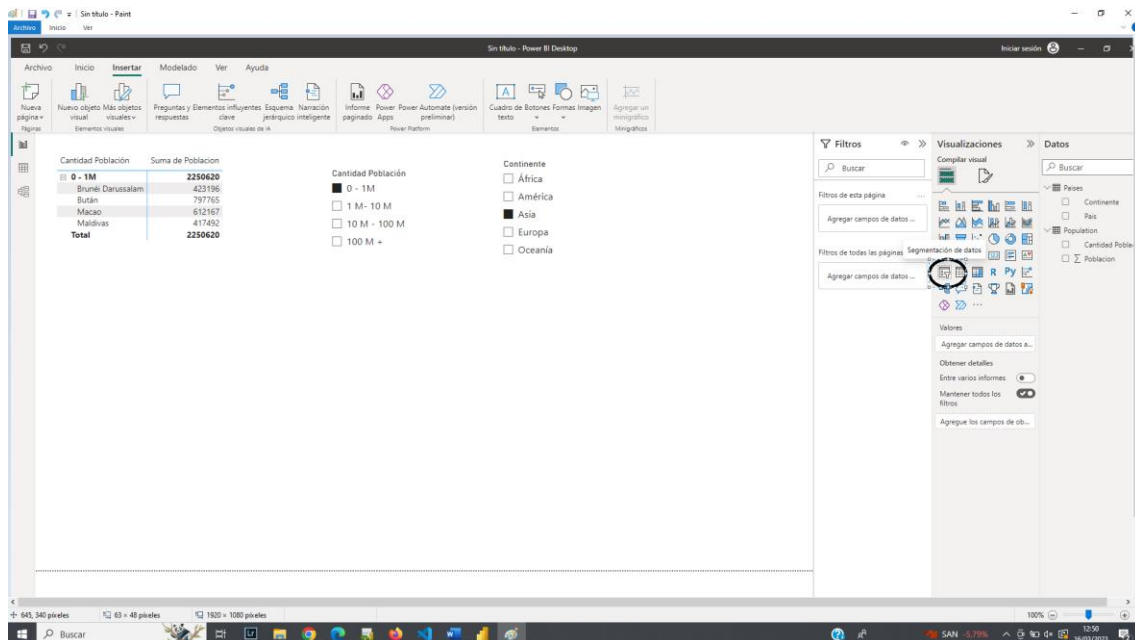 Sin título - Paint
Archivo Inicio Ver
Sin título - Power BI Desktop
Iniciar sesión
Archivo Inicio Insertar Modelado Ver Ayuda
Nueva página
Nuevo objeto visual
Más objetos visuales
Preguntas y respuestas
Elementos influyentes clave
Esquema jerárquico
Narración inteligente
Informe paginado
Power Apps
Power Automate (versión preliminar)
Cuadro de texto
Botones
Formas
Imagen
Agregar un minigráfico
Páginas
Elementos visuales
Objetos visuales de IA
Power Platform
Elementos
Minigráficos
Cantidad Población Suma de Poblacion
0 - 1M 2250620
Brunéi Darussalam 423196
Bután 797765
Macao 612167
Maldivas 417492
Total 2250620
Cantidad Población
0 - 1M
1 M- 10 M
10 M - 100 M
100 M +
Continente
África
América
Asia
Europa
Oceanía
Filtros
Buscar
Filtros de esta página
Agregar campos de datos ...
Filtros de todas las páginas
Agregar campos de datos ...
Visualizaciones
Compilar visual
Segmentación de datos
R Py
Valores
Agregar campos de datos a...
Obtener detalles
Entre varios informes
Mantener todos los filtros
Agregue los campos de ob...
Datos
Buscar
Paises
Continente
Pais
Population
Cantidad Pobla
Poblacion
645, 340 píxeles
63 × 48 píxeles
1920 × 1080 píxeles
100%
Buscar
SAN -5,79%
12:50
16/03/2023